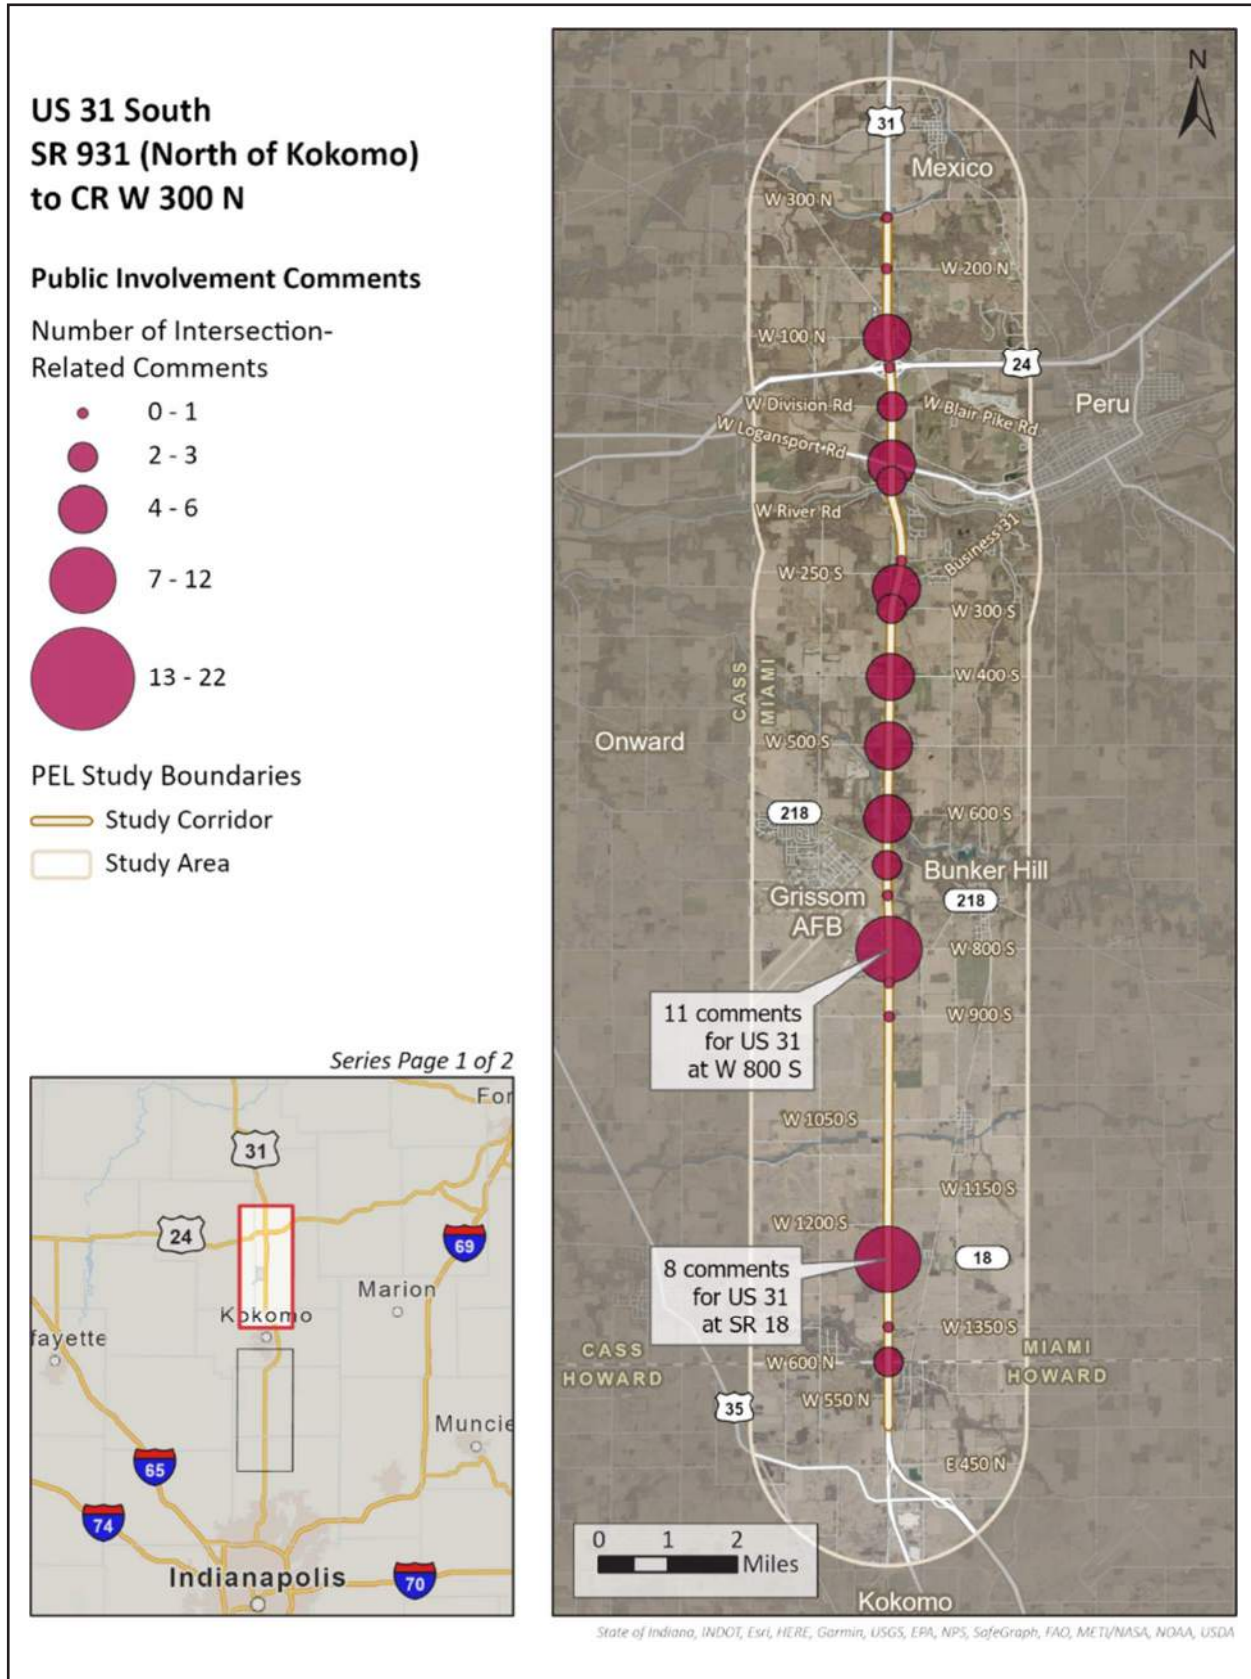 US 31 South
SR 931 (North of Kokomo)
to CR W 300 N
Public Involvement Comments
Number of Intersection-
Related Comments
0 - 1
2 - 3
4 - 6
7 - 12
13 - 22
PEL Study Boundaries
Study Corridor
Study Area
Series Page 1 of 2
For
31
24
69
Marion
Kokomo
fayette
Muncie
65
74
Indianapolis
70
N
31
Mexico
W 300 N
W 200 N
W 100 N
24
Peru
W Division Rd
W Blair Pike Rd
W Logansport Rd
W River Rd
Business 31
W 250 S
W 300 S
CASS
MIAMI
W 400 S
Onward
W 500 S
218
W 600 S
Bunker Hill
Grissom
AFB
218
W 800 S
11 comments
for US 31
at W 800 S
W 900 S
W 1050 S
W 1150 S
W 1200 S
8 comments
for US 31
at SR 18
18
W 1350 S
CASS
HOWARD
MIAMI
HOWARD
W 600 N
W 550 N
35
E 450 N
0 1 2
Miles
Kokomo
State of Indiana, INDOT, Esri, HERE, Garmin, USGS, EPA, NPS, SafeGraph, FAO, METI/NASA, NOAA, USDA